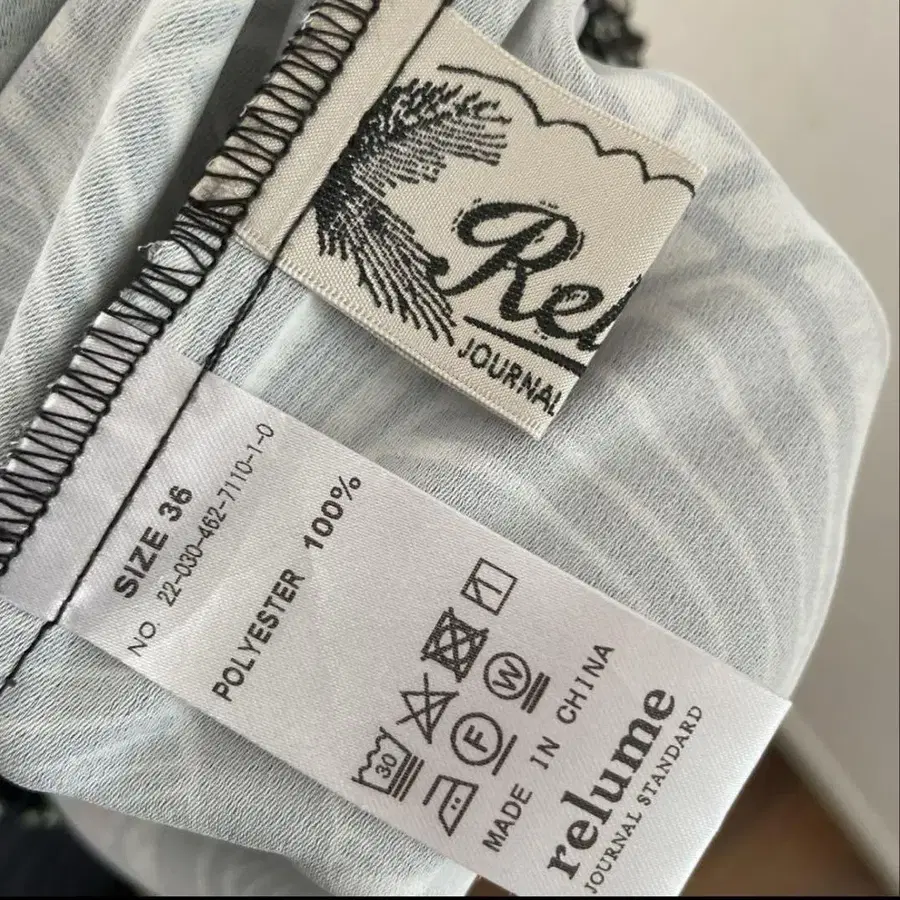 Rel
JOURNAL
SIZE 36
NO. 22-030-462-7110-1-0
POLYESTER 100%
30
F
W
MADE IN CHINA
relume
JOURNAL STANDARD